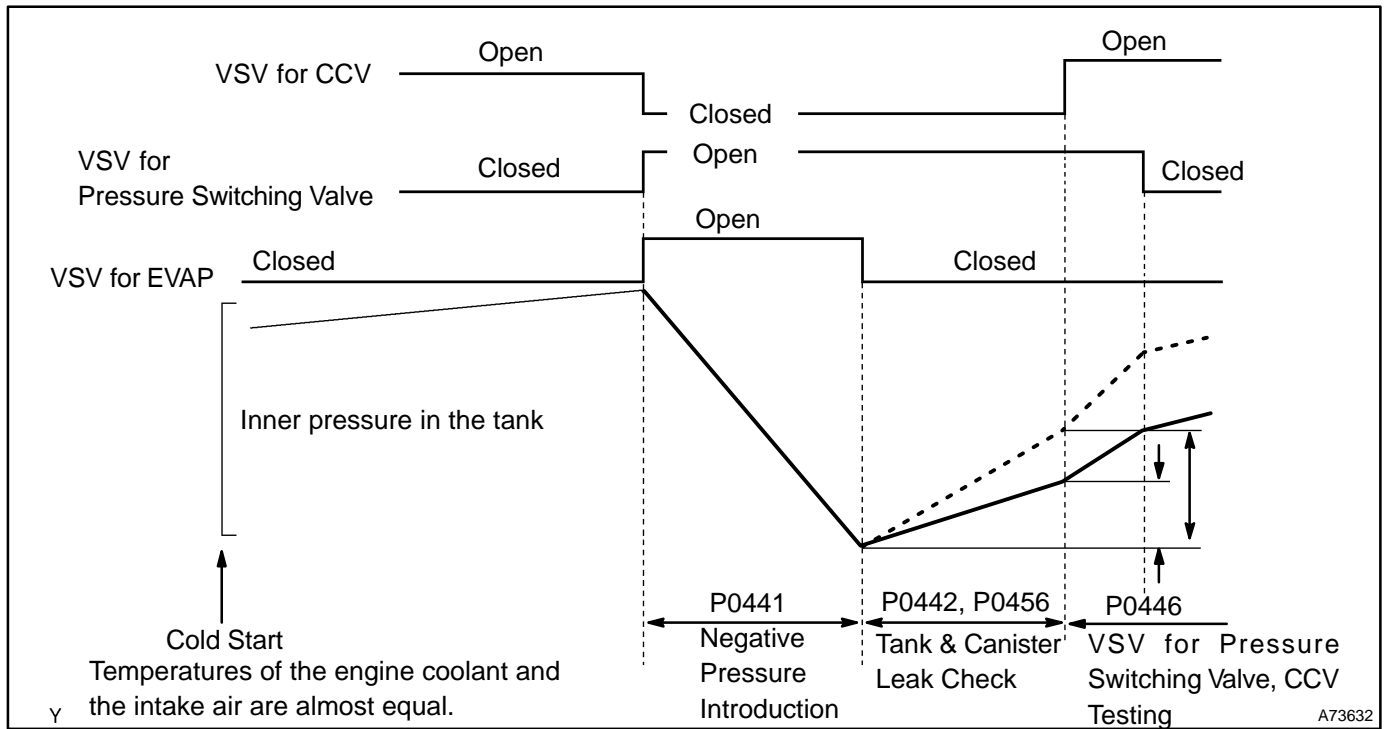 Open
Open
VSV for CCV
Closed
VSV for
Pressure Switching Valve
Closed
Open
Closed
Open
VSV for EVAP
Closed
Closed
Inner pressure in the tank
Cold Start
Temperatures of the engine coolant and
the intake air are almost equal.
P0441
Negative
Pressure
Introduction
P0442, P0456
Tank & Canister
Leak Check
P0446
VSV for Pressure
Switching Valve, CCV
Testing
Y
A73632